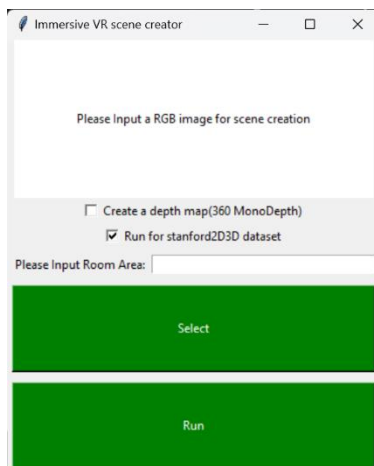 Immersive VR scene creator
Please Input a RGB image for scene creation
Create a depth map(360 MonoDepth)
Run for stanford2D3D dataset
Please Input Room Area:
Select
Run